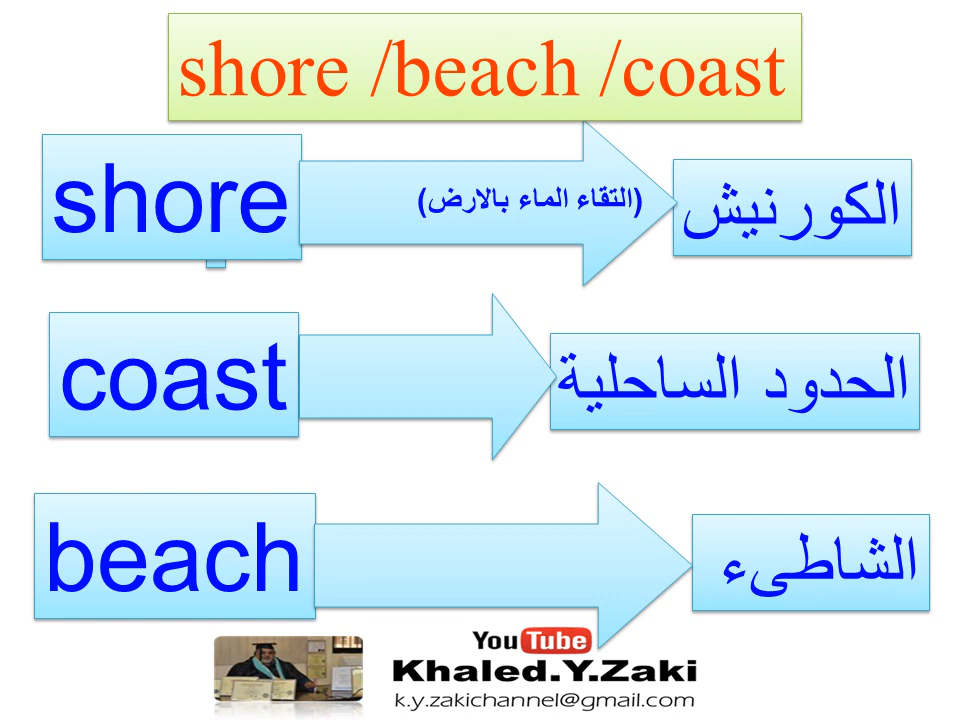 shore /beach /coast
shore
(التقاء الماء بالارض)
الكورنيش
coast
الحدود الساحلية
beach
الشاطىء
YouTube
Khaled.Y.Zaki
k.y.zakichannel@gmail.com